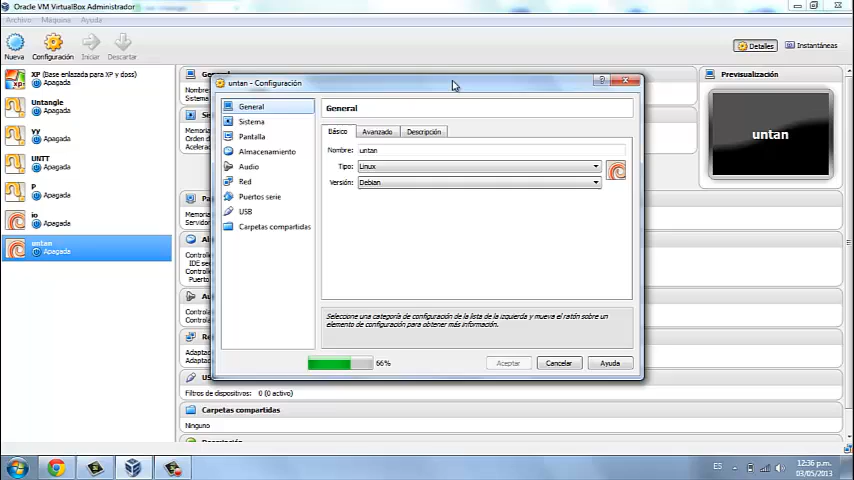 Oracle VM VirtualBox Administrador
Archivo Máquina Ayuda
Nueva Configuración Iniciar Descartar
Detalles Instantáneas
XP (Base enlazada para XP y doss)
Apagada
Untangle
Apagada
yy
Apagada
UNTT
Apagada
P
Apagada
io
Apagada
untan
Apagada
General
Nombre
Sistema
Previsualización
untan
untan - Configuración
General
Sistema
Pantalla
Almacenamiento
Audio
Red
Puertos serie
USB
Carpetas compartidas
General
Básico Avanzado Descripción
Nombre: untan
Tipo: Linux
Versión: Debian
Seleccione una categoría de configuración de la lista de la izquierda y mueva el ratón sobre un
elemento de configuración para obtener más información.
66%
Aceptar Cancelar Ayuda
Filtros de dispositivos: 0 (0 activo)
Carpetas compartidas
Ninguno
Descripción
ES
12:36 p.m.
03/05/2013